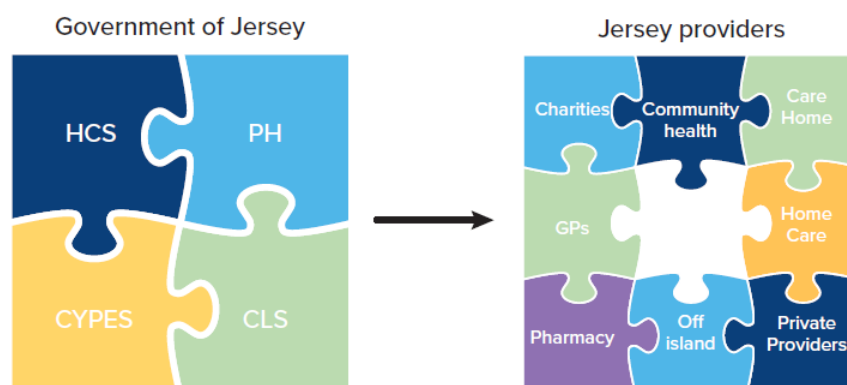 Government of Jersey
HCS
PH
CYPES
CLS
Jersey providers
Charities
Community
health
Care
Home
GPs
Home
Care
Pharmacy
Off
island
Private
Providers